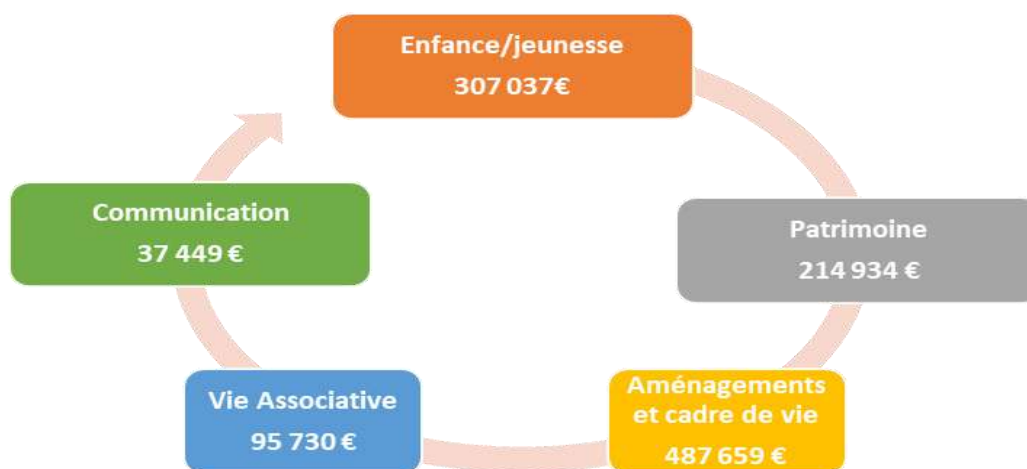 Enfance/jeunesse
307 037€
Communication
37 449 €
Patrimoine
214 934 €
Vie Associative
95 730 €
Aménagements
et cadre de vie
487 659 €